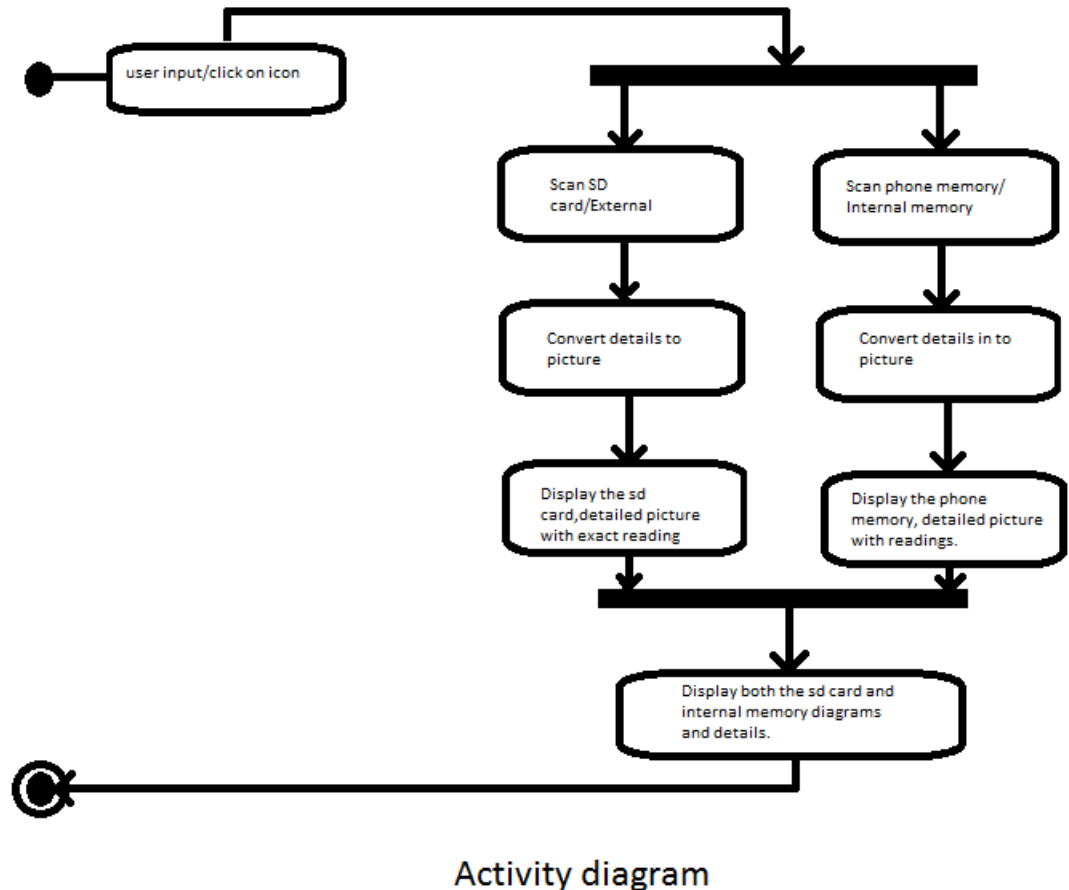 user input/click on icon
Scan SD
card/External
Scan phone memory/
Internal memory
Convert details to
picture
Convert details in to
picture
Display the sd
card,detailed picture
with exact reading
Display the phone
memory, detailed picture
with readings.
Display both the sd card and
internal memory diagrams
and details.
Activity diagram